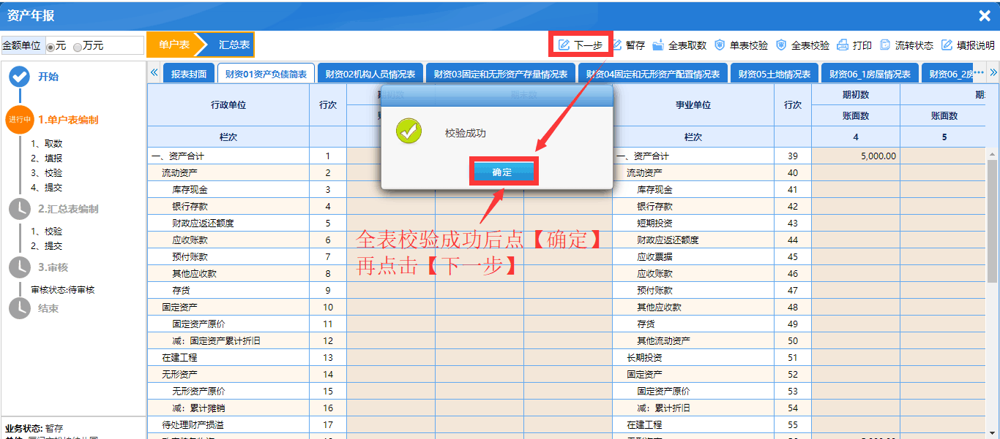 资产年报
金额单位 元 万元
单户表 汇总表
下一步 暂存 全表取数 单表校验 全表校验 打印 流转状态 填报说明
开始
进行中 1.单户表编制
1、取数
2、填报
3、校验
4、提交
2.汇总表编制
1、校验
2、提交
3.审核
审核状态:待审核
结束
业务状态: 暂存
报表封面 财资01资产负债简表 财资02机构人员情况表 财资03固定和无形资产存量情况表 财资04固定和无形资产配置情况表 财资05土地情况表 财资06_1房屋情况表 财资06_2房
行政单位 行次 事业单位 行次 期初数
账面数 账面数
栏次 栏次 4 5
一、资产合计 1 一、资产合计 39 5,000.00
流动资产 2 流动资产 40
库存现金 3 库存现金 41
银行存款 4 银行存款 42
财政应返还额度 5 短期投资 43
应收账款 6 财政应返还额度 44
预付账款 7 应收票据 45
其他应收款 8 应收账款 46
存货 9 预付账款 47
固定资产 10 其他应收款 48
固定资产原价 11 存货 49
减：固定资产累计折旧 12 其他流动资产 50
在建工程 13 长期投资 51
无形资产 14 固定资产 52
无形资产原价 15 固定资产原价 53
减：累计摊销 16 减：累计折旧 54
待处理财产损溢 17 在建工程 55
校验成功
确定
全表校验成功后点【确定】
再点击【下一步】